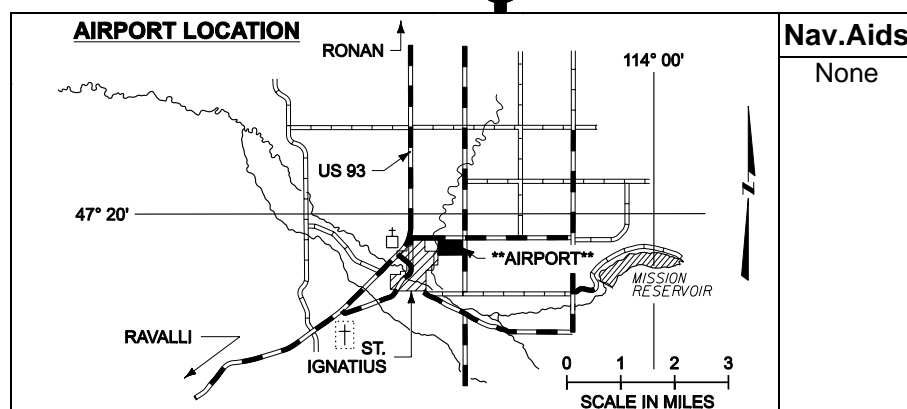 AIRPORT LOCATION
RONAN
114° 00'
US 93
47° 20'
**AIRPORT**
MISSION
RESERVOIR
RAVALLI
ST.
IGNATIUS
N
0 1 2 3
SCALE IN MILES
Nav.Aids
None